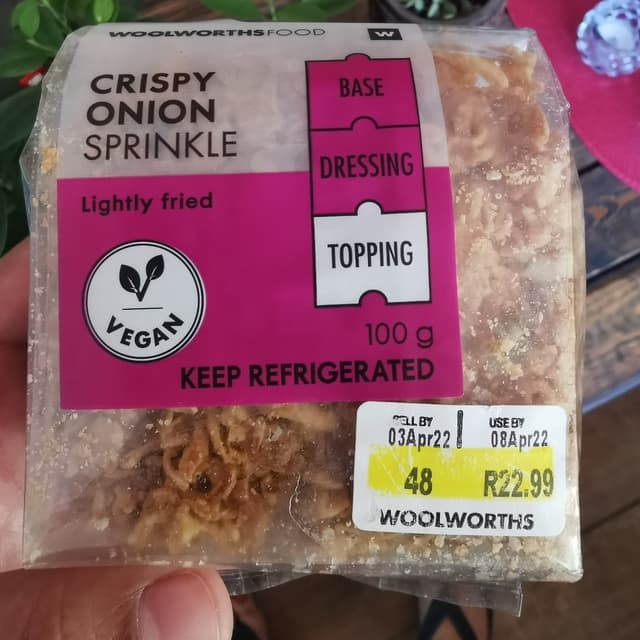 WOOLWORTHSFOOD W
CRISPY
ONION
SPRINKLE
Lightly fried
VEGAN
BASE
DRESSING
TOPPING
100 g
KEEP REFRIGERATED
SELL BY USE BY
03Apr22 08Apr22
48 R22.99
WOOLWORTHS